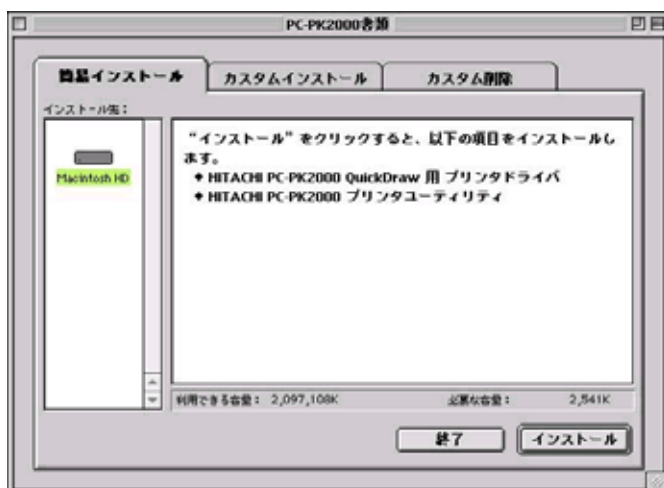 PC-PK2000書類
簡易インストール
カスタムインストール
カスタム削除
インストール先：
Macintosh HD
“インストール”をクリックすると、以下の項目をインストールし
ます。
◆ HITACHI PC-PK2000 QuickDraw 用 プリンタドライバ
◆ HITACHI PC-PK2000 プリンタユーティリティ
利用できる容量： 2,097,108K
必要な容量： 2,541K
終了
インストール